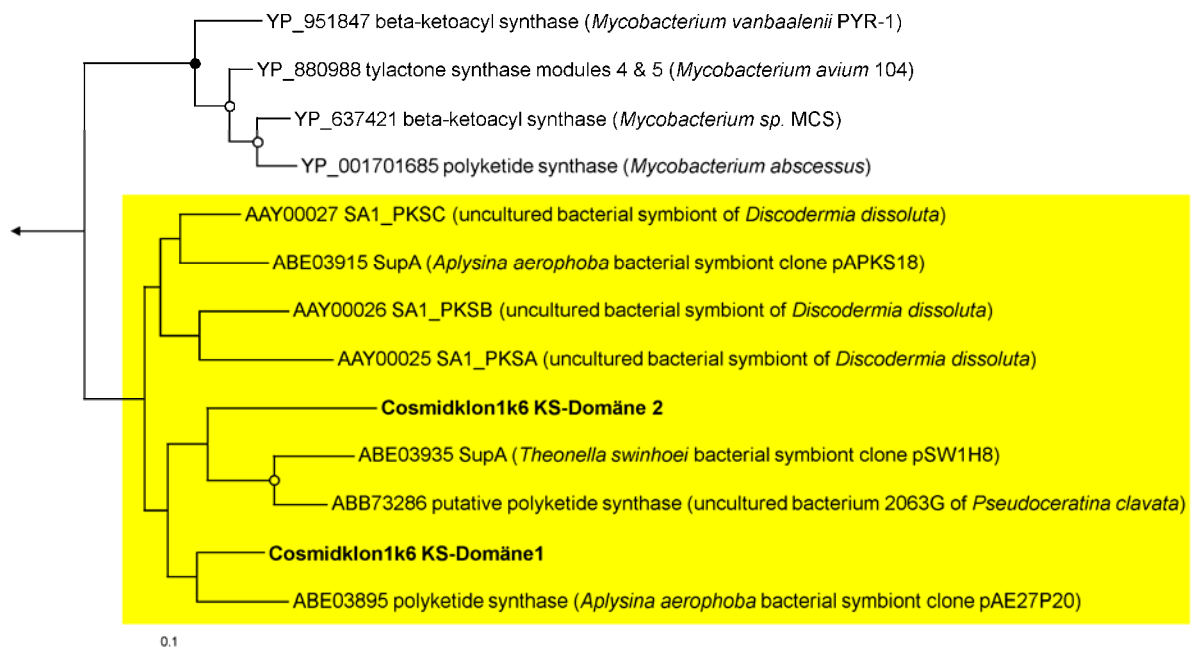 YP_951847 beta-ketoacyl synthase (Mycobacterium vanbaalenii PYR-1)
YP_880988 tylactone synthase modules 4 & 5 (Mycobacterium avium 104)
YP_637421 beta-ketoacyl synthase (Mycobacterium sp. MCS)
YP_001701685 polyketide synthase (Mycobacterium abscessus)
AAY00027 SA1_PKSC (uncultured bacterial symbiont of Discodermia dissoluta)
ABE03915 SupA (Aplysina aerophoba bacterial symbiont clone pAPKS18)
AAY00026 SA1_PKSB (uncultured bacterial symbiont of Discodermia dissoluta)
AAY00025 SA1_PKSA (uncultured bacterial symbiont of Discodermia dissoluta)
Cosmidklon1k6 KS-Domäne 2
ABE03935 SupA (Theonella swinhoei bacterial symbiont clone pSW1H8)
ABB73286 putative polyketide synthase (uncultured bacterium 2063G of Pseudoceratina clavata)
Cosmidklon1k6 KS-Domäne1
ABE03895 polyketide synthase (Aplysina aerophoba bacterial symbiont clone pAE27P20)
0.1